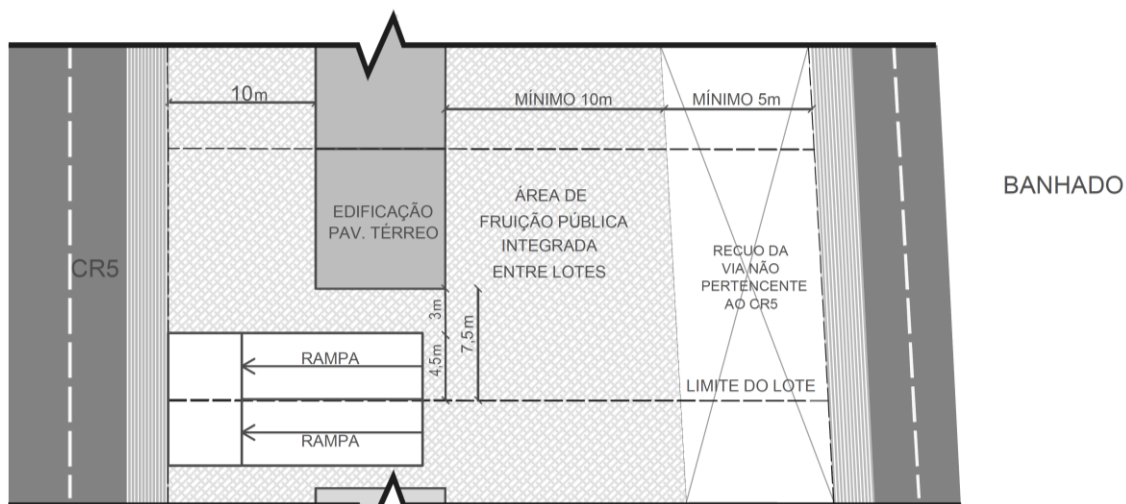 10m
MÍNIMO 10m
MÍNIMO 5m
BANHADO
EDIFICAÇÃO
PAV. TÉRREO
ÁREA DE
FRUIÇÃO PÚBLICA
INTEGRADA
ENTRE LOTES
RECUO DA
VIA NÃO
PERTENCENTE
AO CR5
CR5
3m
7,5m
4,5m
RAMPA
LIMITE DO LOTE
RAMPA